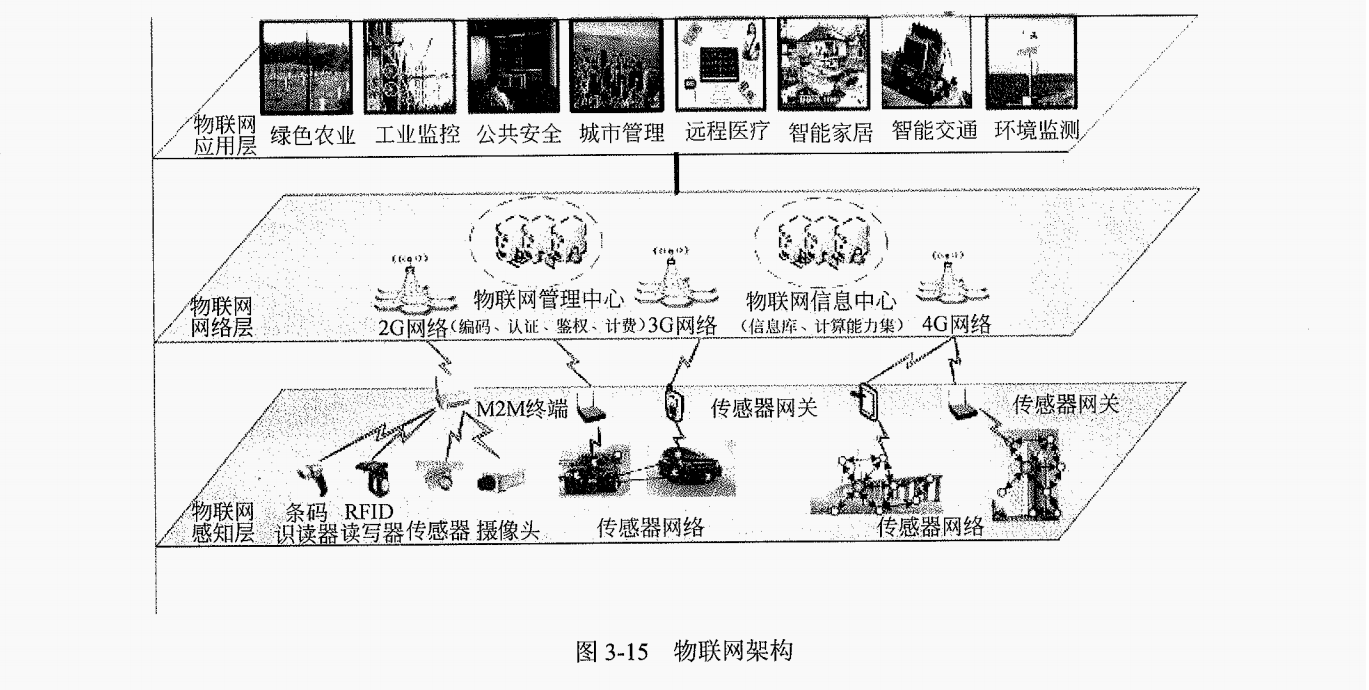 物联网
应用层
绿色农业 工业监控 公共安全 城市管理 远程医疗 智能家居 智能交通 环境监测
物联网管理中心 物联网信息中心
物联网
网络层
2G网络(编码、认证、鉴权、计费)3G网络 (信息库、计算能力集) 4G网络
M2M终端 传感器网关 传感器网关
物联网
感知层
条码 RFID
识读器 读写器 传感器 摄像头 传感器网络 传感器网络
图 3-15 物联网架构